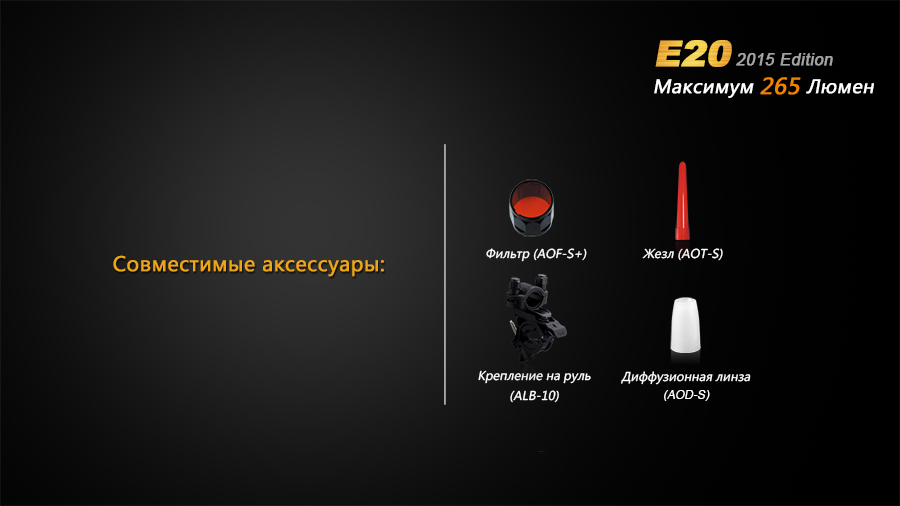 E20 2015 Edition
Максимум 265 Люмен
Совместимые аксессуары:
Фильтр (AOF-S+)
Жезл (AOT-S)
Крепление на руль
(ALB-10)
Диффузионная линза
(AOD-S)